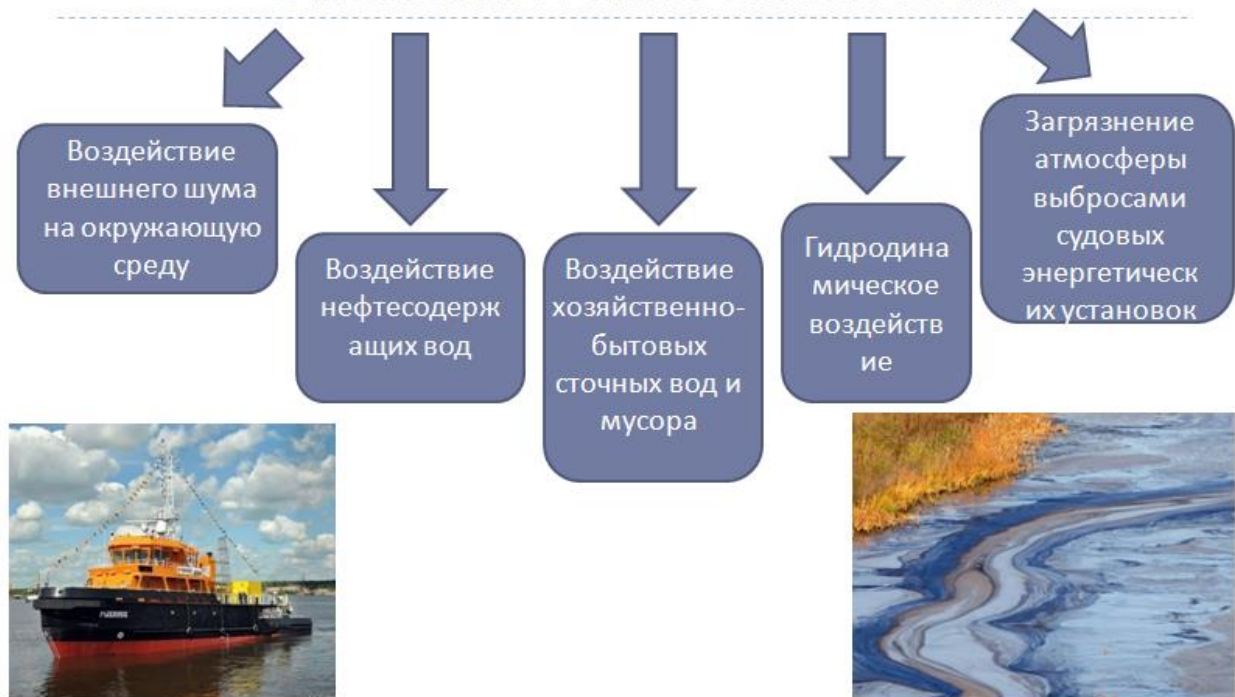 Воздействие
внешнего шума
на окружающую
среду
Воздействие
нефтесодерж
ащих вод
Воздействие
хозяйственно-
бытовых
сточных вод и
мусора
Гидродина
мическое
воздейств
ие
Загрязнение
атмосферы
выбросами
судовых
энергетическ
их установок